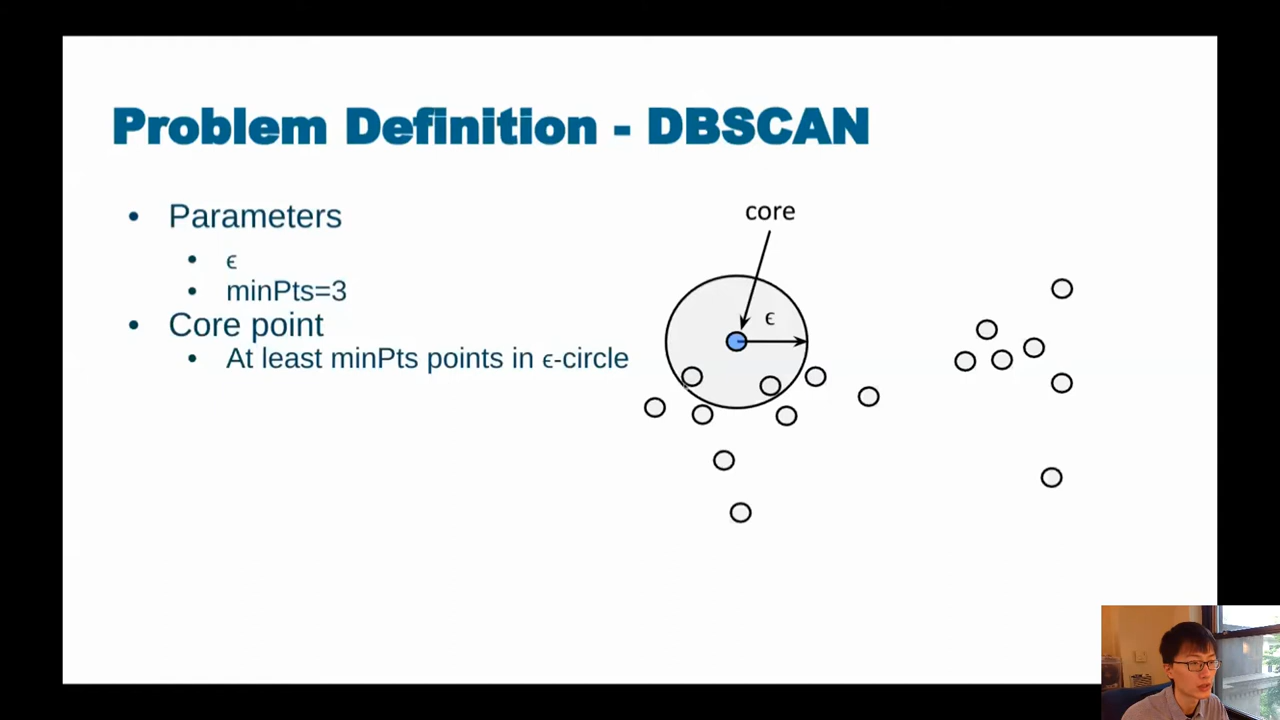 Problem Definition - DBSCAN
• Parameters
• ϵ
• minPts=3
• Core point
• At least minPts points in ϵ-circle
core
ϵ